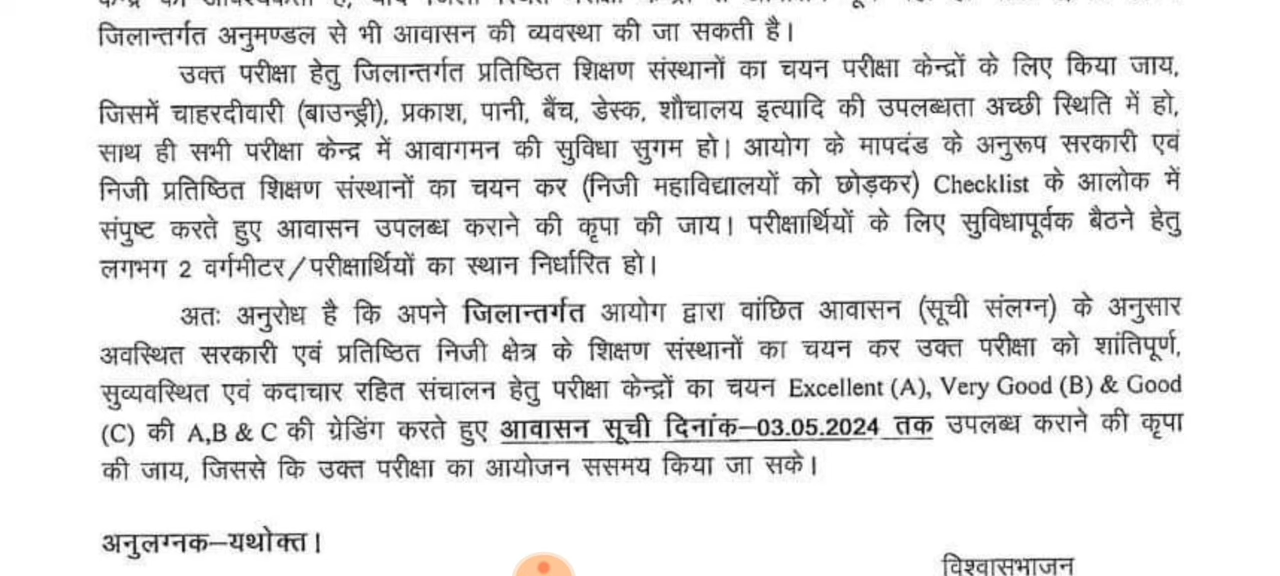 जिलान्तर्गत अनुमण्डल से भी आवासन की व्यवस्था की जा सकती है।
उक्त परीक्षा हेतु जिलान्तर्गत प्रतिष्ठित शिक्षण संस्थानों का चयन परीक्षा केन्द्रों के लिए किया जाय,
जिसमें चाहरदीवारी (बाउन्ड्री), प्रकाश, पानी, बैंच, डेस्क, शौचालय इत्यादि की उपलब्धता अच्छी स्थिति में हो,
साथ ही सभी परीक्षा केन्द्र में आवागमन की सुविधा सुगम हो। आयोग के मापदंड के अनुरूप सरकारी एवं
निजी प्रतिष्ठित शिक्षण संस्थानों का चयन कर (निजी महाविद्यालयों को छोड़कर) Checklist के आलोक में
संपुष्ट करते हुए आवासन उपलब्ध कराने की कृपा की जाय। परीक्षार्थियों के लिए सुविधापूर्वक बैठने हेतु
लगभग 2 वर्गमीटर/परीक्षार्थियों का स्थान निर्धारित हो।
अतः अनुरोध है कि अपने जिलान्तर्गत आयोग द्वारा वांछित आवासन (सूची संलग्न) के अनुसार
अवस्थित सरकारी एवं प्रतिष्ठित निजी क्षेत्र के शिक्षण संस्थानों का चयन कर उक्त परीक्षा को शांतिपूर्ण,
सुव्यवस्थित एवं कदाचार रहित संचालन हेतु परीक्षा केन्द्रों का चयन Excellent (A), Very Good (B) & Good
(C) की A,B & C की ग्रेडिंग करते हुए आवासन सूची दिनांक–03.05.2024 तक उपलब्ध कराने की कृपा
की जाय, जिससे कि उक्त परीक्षा का आयोजन ससमय किया जा सके।
अनुलग्नक–यथोक्त।
विश्वासभाजन